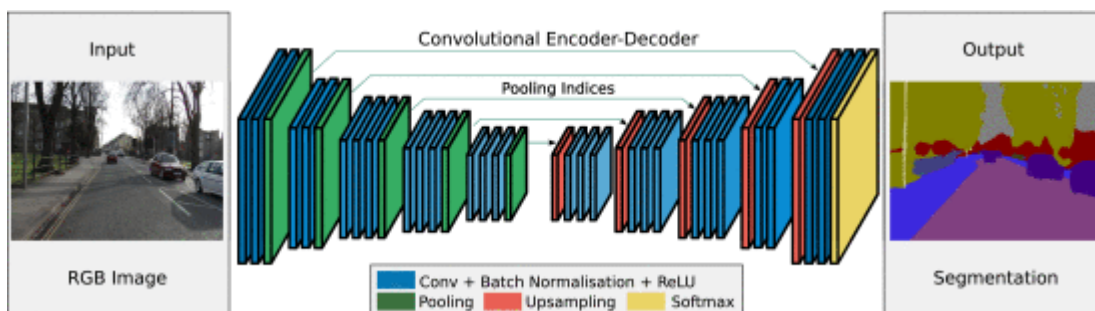 Input
RGB Image
Convolutional Encoder-Decoder
Pooling Indices
Conv + Batch Normalisation + ReLU
Pooling Upsampling Softmax
Output
Segmentation